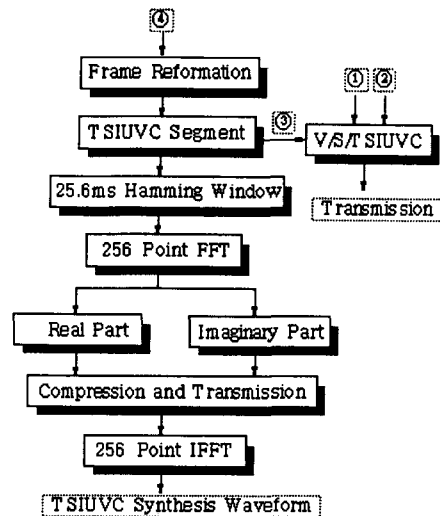 ④
Frame Reformation
① ②
TSIUVC Segment
③
V/S/TSIUVC
25.6ms Hamming Window
Transmission
256 Point FFT
Real Part
Imaginary Part
Compression and Transmission
256 Point IFFT
TSIUVC Synthesis Waveform